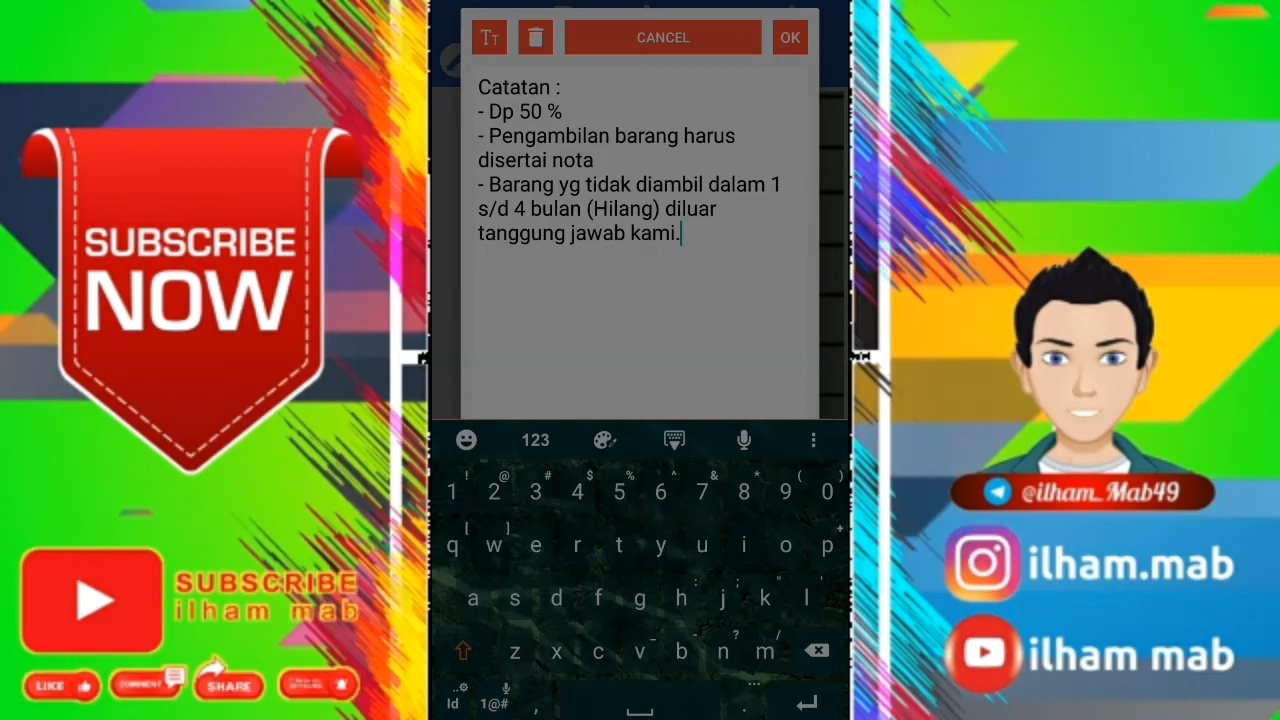 CANCEL
OK
Catatan :
- Dp 50 %
- Pengambilan barang harus
disertai nota
- Barang yg tidak diambil dalam 1
s/d 4 bulan (Hilang) diluar
tanggung jawab kami.
SUBSCRIBE
NOW
SUBSCRIBE
ilham mab
LIKE
COMMENT
SHARE
@ilham_Mab49
ilham.mab
ilham mab
123
! @ # $ % ^ & * ( )
1 2 3 4 5 6 7 8 9 0
[ ] +
q w e r t y u i o p
: ; " '
a s d f g h j k l
_ - ? /
z x c v b n m
Id 1@# , .